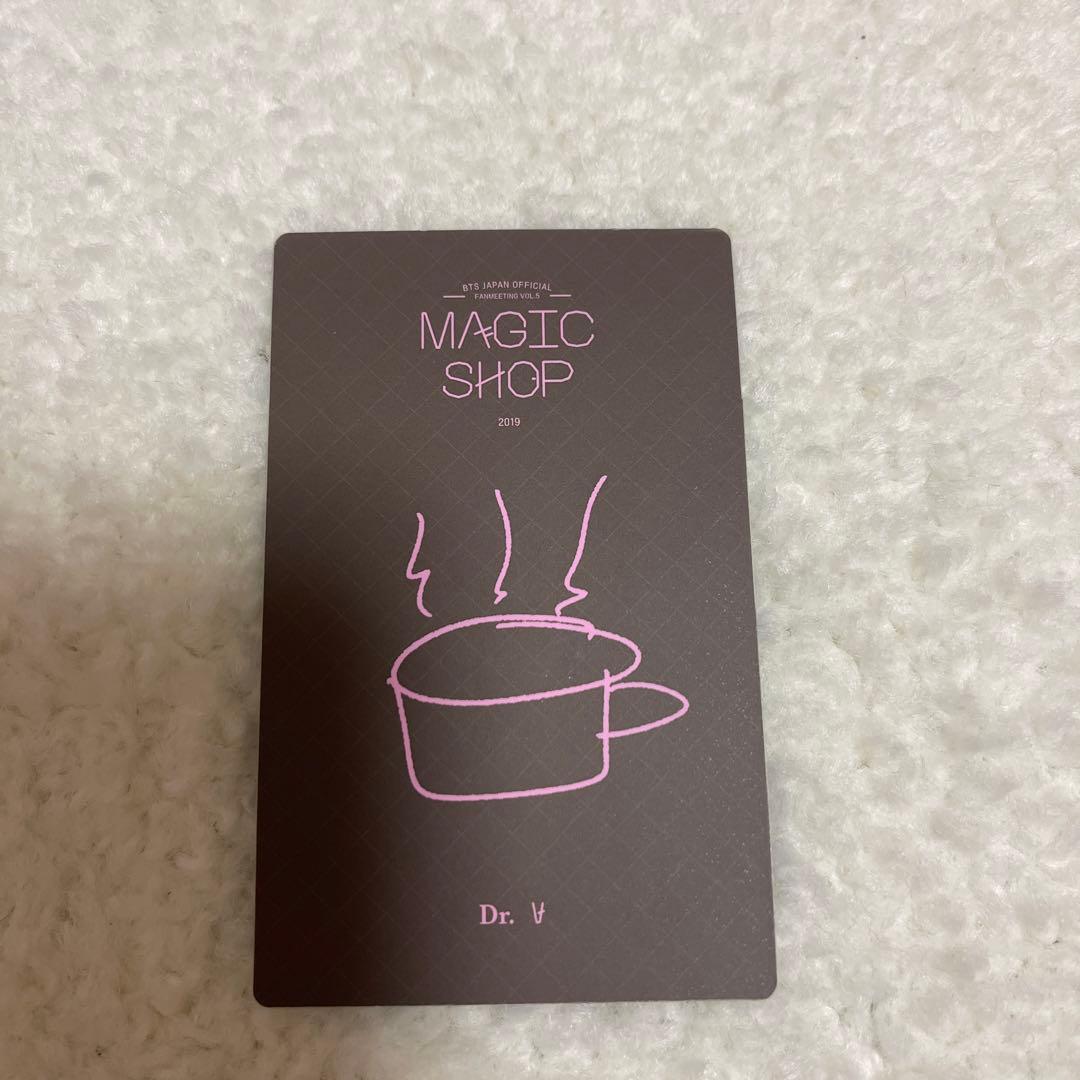 BTS JAPAN OFFICIAL
FANMEETING VOL.5
MAGIC
SHOP
2019
Dr. V